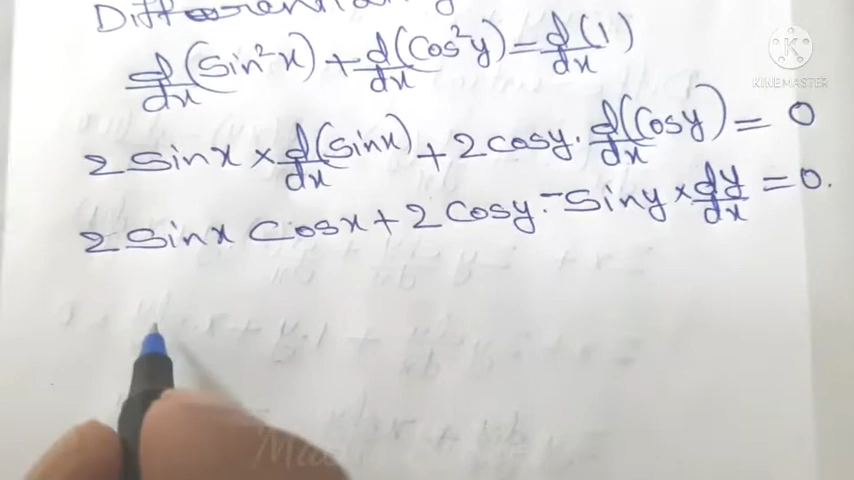 d/dx (Sin²x) + d/dx (Cos²y) = d/dx (1)
KINEMASTER
2 Sinx × d/dx (Sinx) + 2 Cosy . d/dx (Cosy) = 0
2 Sinx Cosx + 2 Cosy . - Siny × dy/dx = 0.